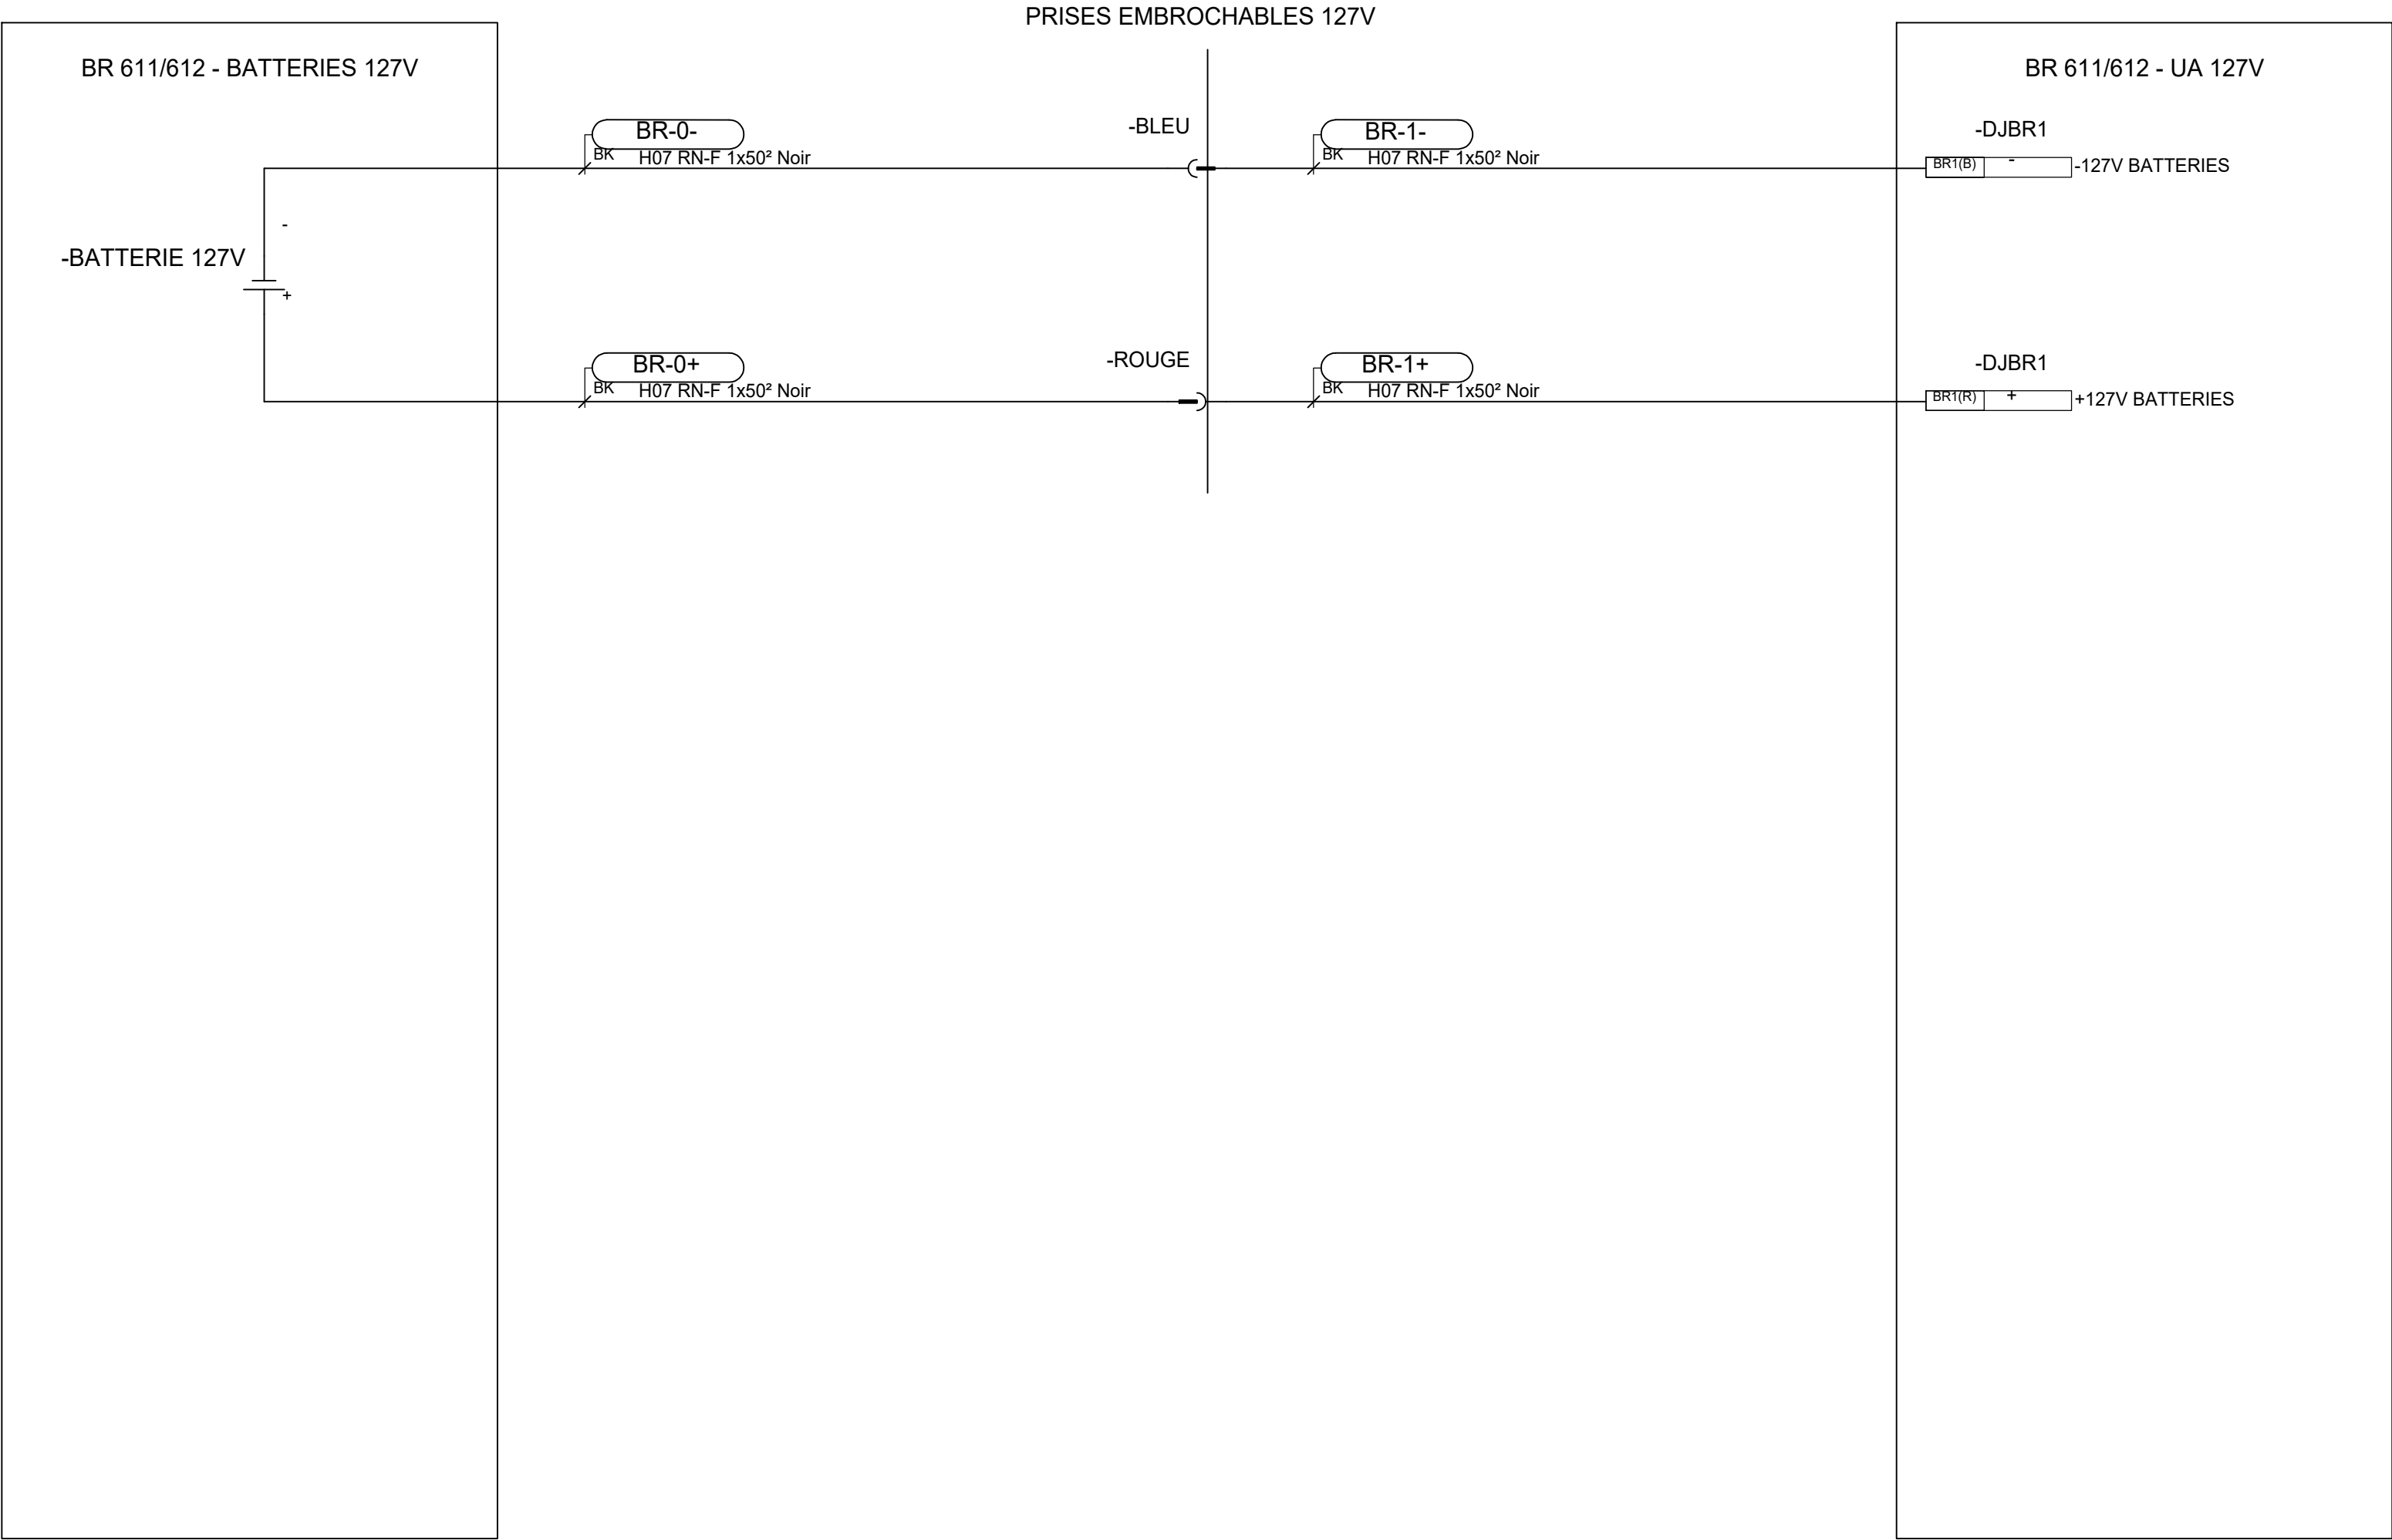 PRISES EMBROCHABLES 127V
BR 611/612 - BATTERIES 127V
BR 611/612 - UA 127V
BR-0-
BK H07 RN-F 1x50² Noir
-BLEU
BR-1-
BK H07 RN-F 1x50² Noir
-DJBR1
BR1(B) - -127V BATTERIES
-
-BATTERIE 127V
+
BR-0+
BK H07 RN-F 1x50² Noir
-ROUGE
BR-1+
BK H07 RN-F 1x50² Noir
-DJBR1
BR1(R) + +127V BATTERIES